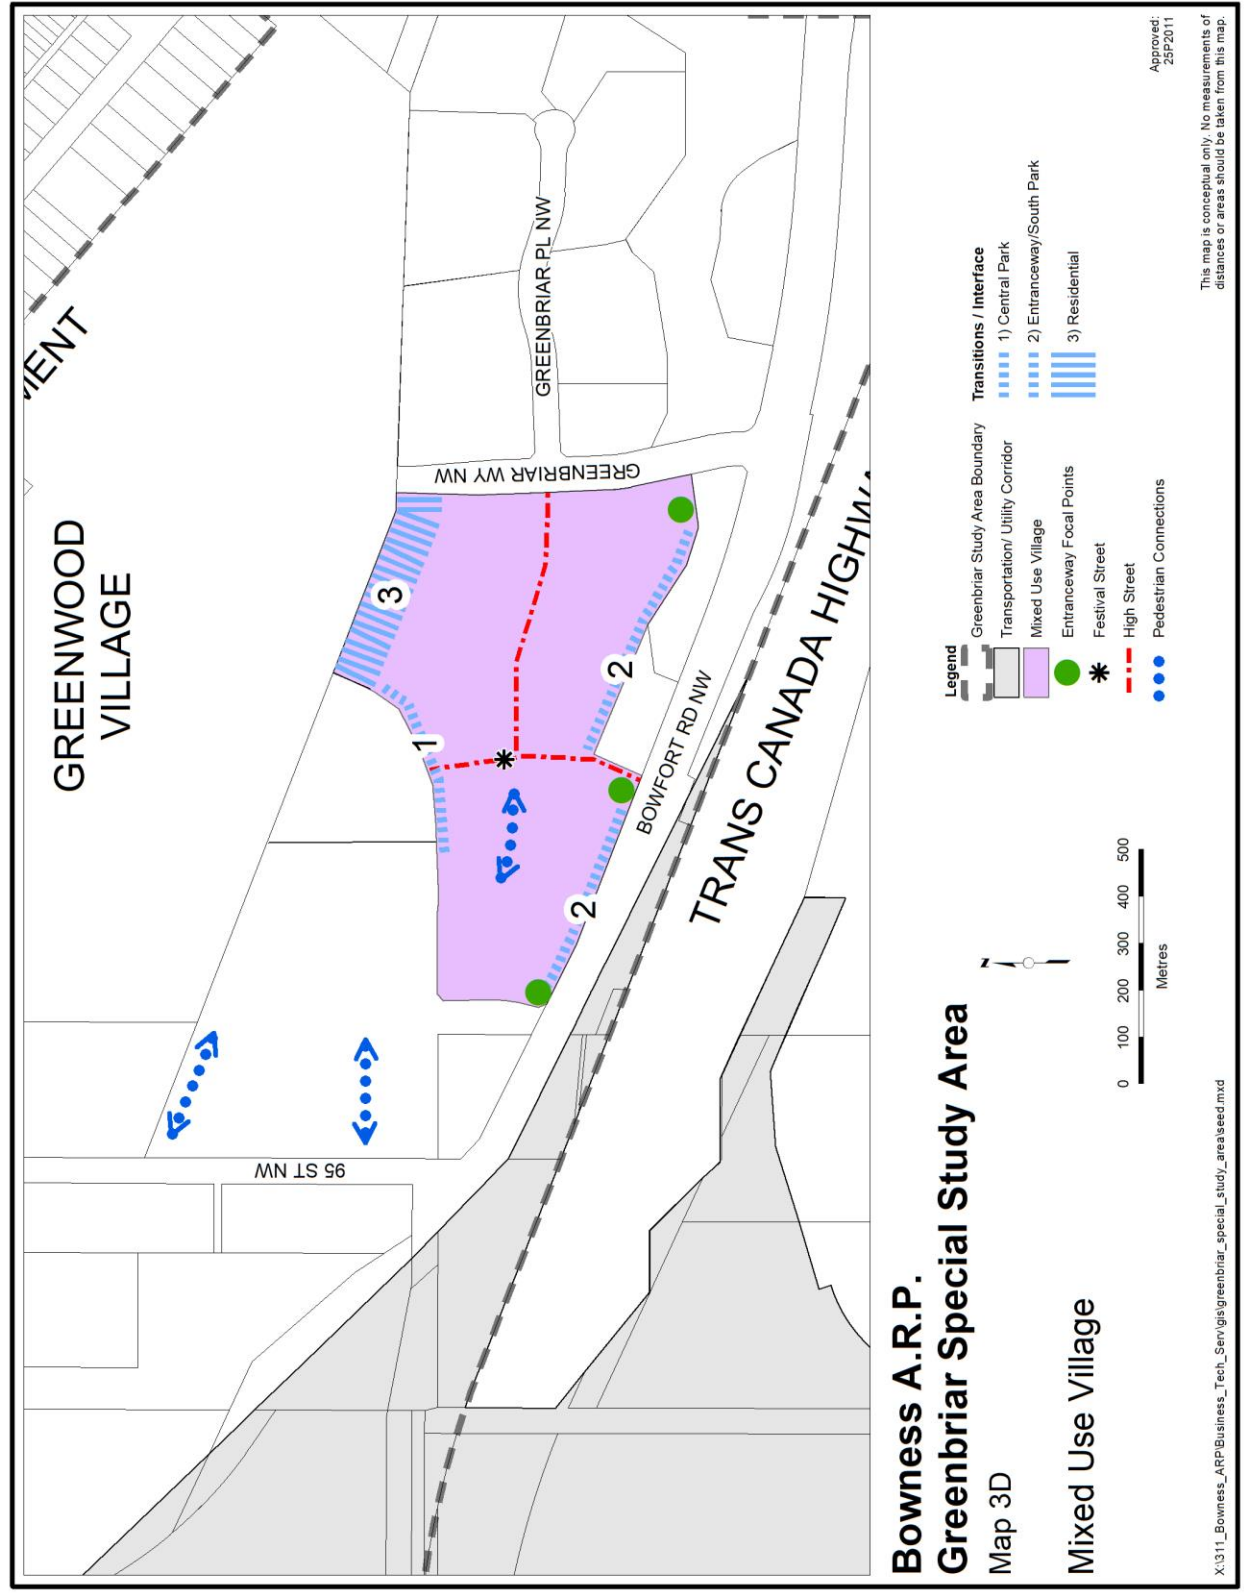 MENT
GREENWOOD
VILLAGE
GREENBRIAR PL NW
GREENBRIAR WY NW
95 ST NW
BOWFORT RD NW
TRANS CANADA HIGHWA
3
1
2
2
Bowness A.R.P.
Greenbriar Special Study Area
Map 3D
Mixed Use Village
N
0 100 200 300 400 500
Metres
Legend
Greenbriar Study Area Boundary
Transportation/ Utility Corridor
Mixed Use Village
Entranceway Focal Points
Festival Street
High Street
Pedestrian Connections
Transitions / Interface
1) Central Park
2) Entranceway/South Park
3) Residential
Approved:
25P2011
This map is conceptual only. No measurements of
distances or areas should be taken from this map.
X:\311_Bowness_ARP\Business_Tech_Serv\gis\greenbriar_special_study_area\seed.mxd